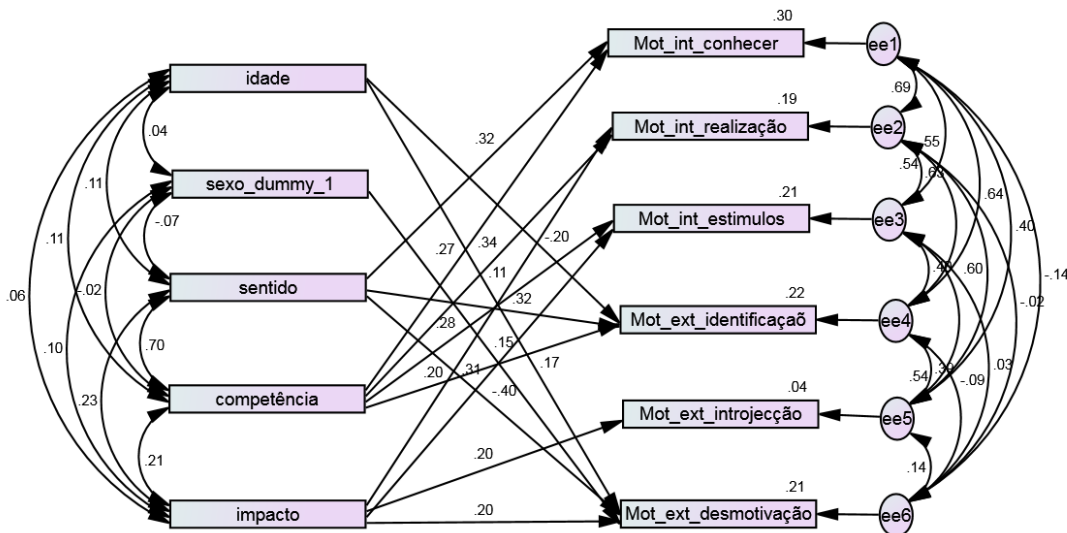 .30
Mot_int_conhecer
ee1
idade
.69
.04
.19
Mot_int_realização
ee2
.32
.55
.54
.63
sexo_dummy_1
.11
-.07
.21
Mot_int_estimulos
ee3
.64
.40
.11
.27
.34
-.20
.11
.60
-.14
sentido
.06
-.02
.32
.22
Mot_ext_identificaçaõ
ee4
-.02
.28
.10
.70
.15
.20
.31
.17
.03
.54
-.09
-.40
.23
competência
.04
Mot_ext_introjecção
ee5
.21
.20
.14
.21
impacto
.20
Mot_ext_desmotivação
ee6